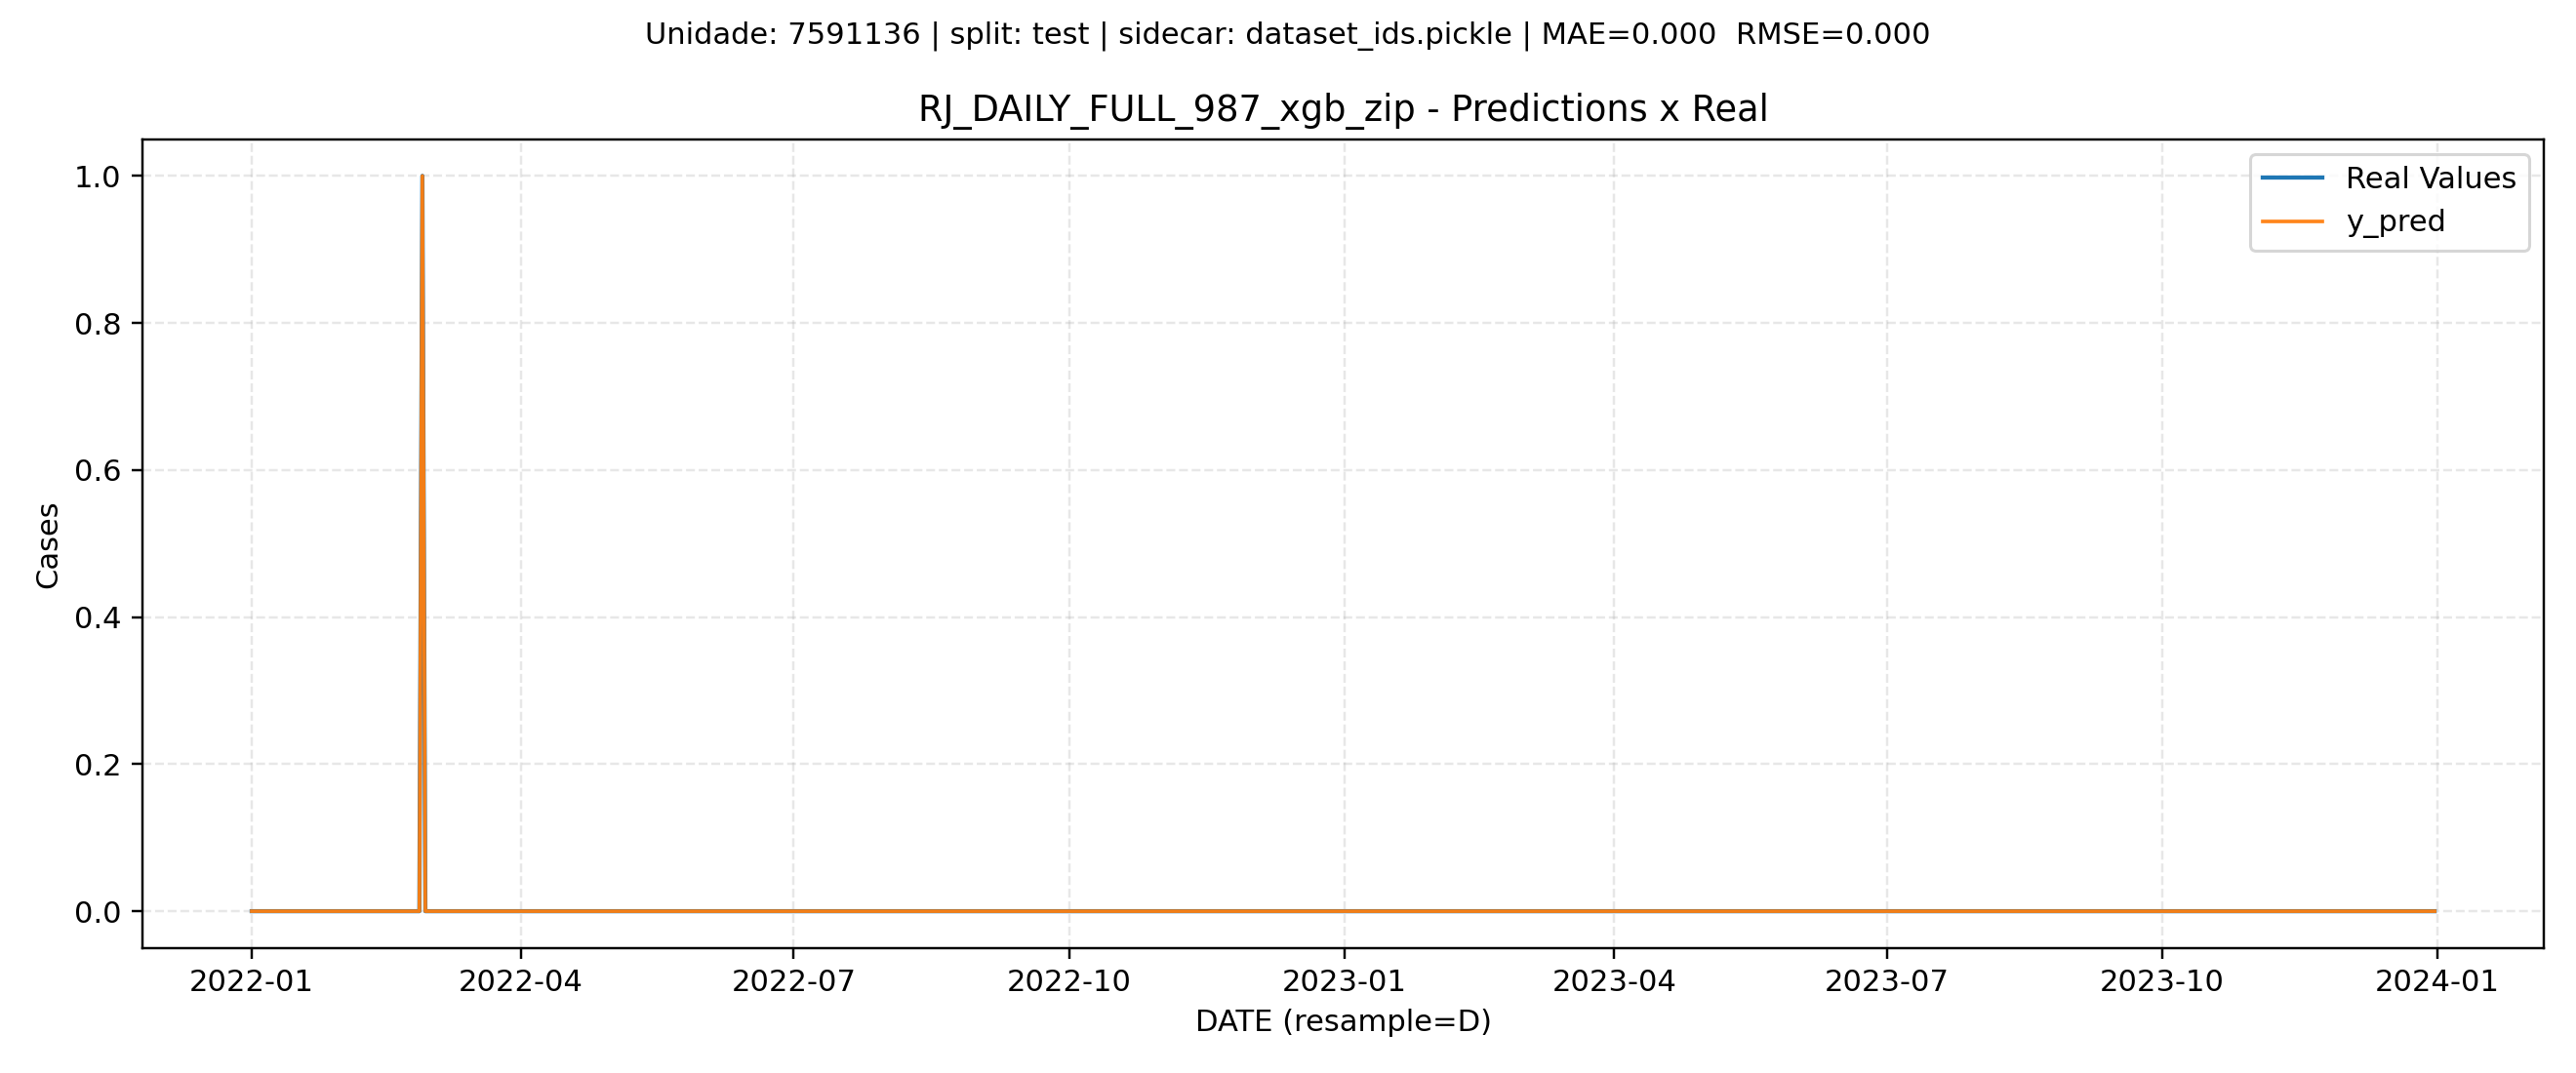 Unidade: 7591136 | split: test | sidecar: dataset_ids.pickle | MAE=0.000  RMSE=0.000
RJ_DAILY_FULL_987_xgb_zip - Predictions x Real
Real Values
y_pred
1.0
0.8
0.6
0.4
0.2
0.0
Cases
2022-01 2022-04 2022-07 2022-10 2023-01 2023-04 2023-07 2023-10 2024-01
DATE (resample=D)